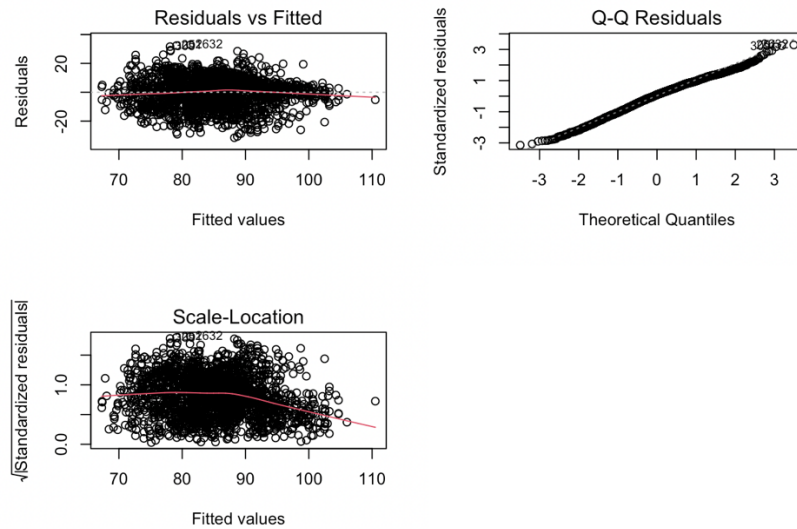 Residuals vs Fitted
Residuals
20
-20
70 80 90 100 110
Fitted values
Q-Q Residuals
Standardized residuals
3
1
-1
-3
-3 -2 -1 0 1 2 3
Theoretical Quantiles
Scale-Location
√|Standardized residuals|
1.0
0.0
70 80 90 100 110
Fitted values